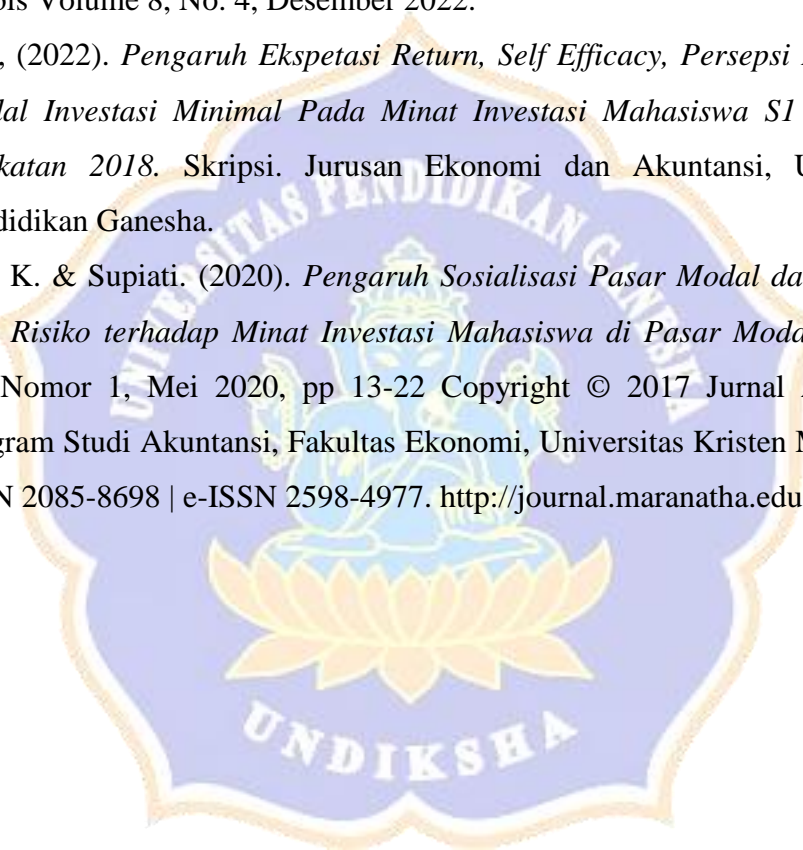 ois Volume 8, No. 4, Desember 2022.
, (2022). Pengaruh Ekspetasi Return, Self Efficacy, Persepsi
dal Investasi Minimal Pada Minat Investasi Mahasiswa S1
katan 2018. Skripsi. Jurusan Ekonomi dan Akuntansi, U
didikan Ganesha.
K. & Supiati. (2020). Pengaruh Sosialisasi Pasar Modal da
Risiko terhadap Minat Investasi Mahasiswa di Pasar Moda
Nomor 1, Mei 2020, pp 13-22 Copyright © 2017 Jurnal
gram Studi Akuntansi, Fakultas Ekonomi, Universitas Kristen M
N 2085-8698 | e-ISSN 2598-4977. http://journal.maranatha.edu
UNIVERSITAS PENDIDIKAN GANESHA
UNDIKSHA